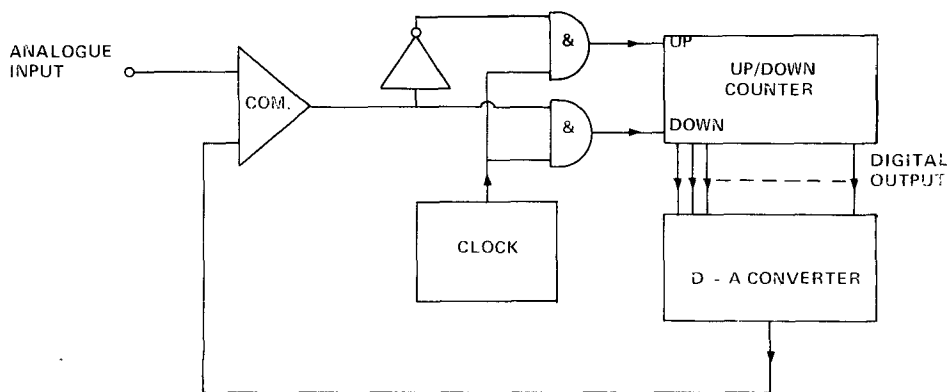 ANALOGUE
INPUT
COM.
&
&
UP
UP/DOWN
COUNTER
DOWN
DIGITAL
OUTPUT
CLOCK
D - A CONVERTER